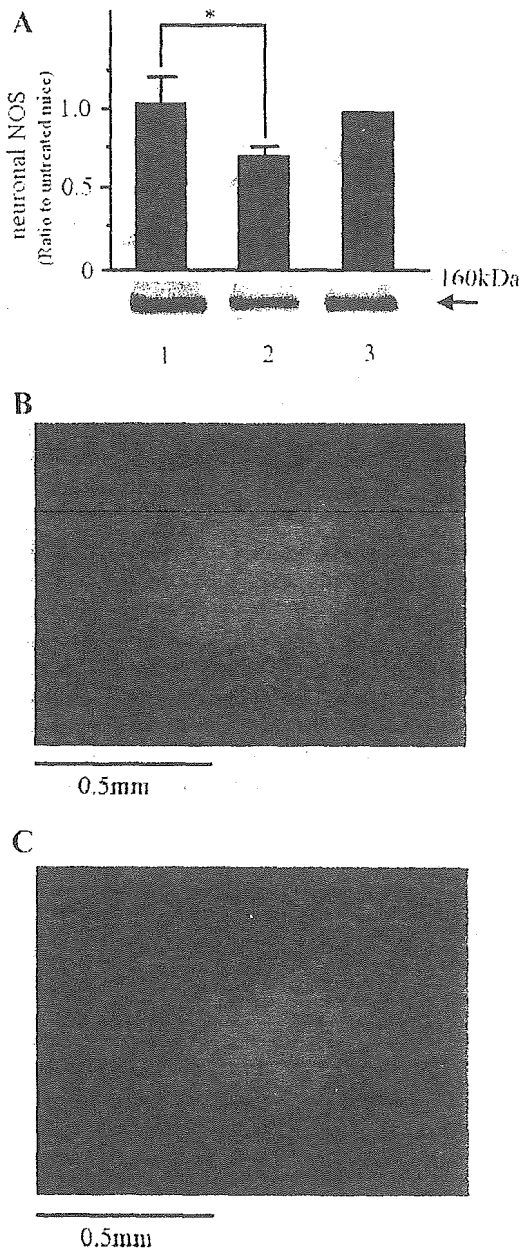 A
*
neuronal NOS
(Ratio to untreated mice)
1.0
0.5
0
160kDa
1 2 3
B
0.5mm
C
0.5mm